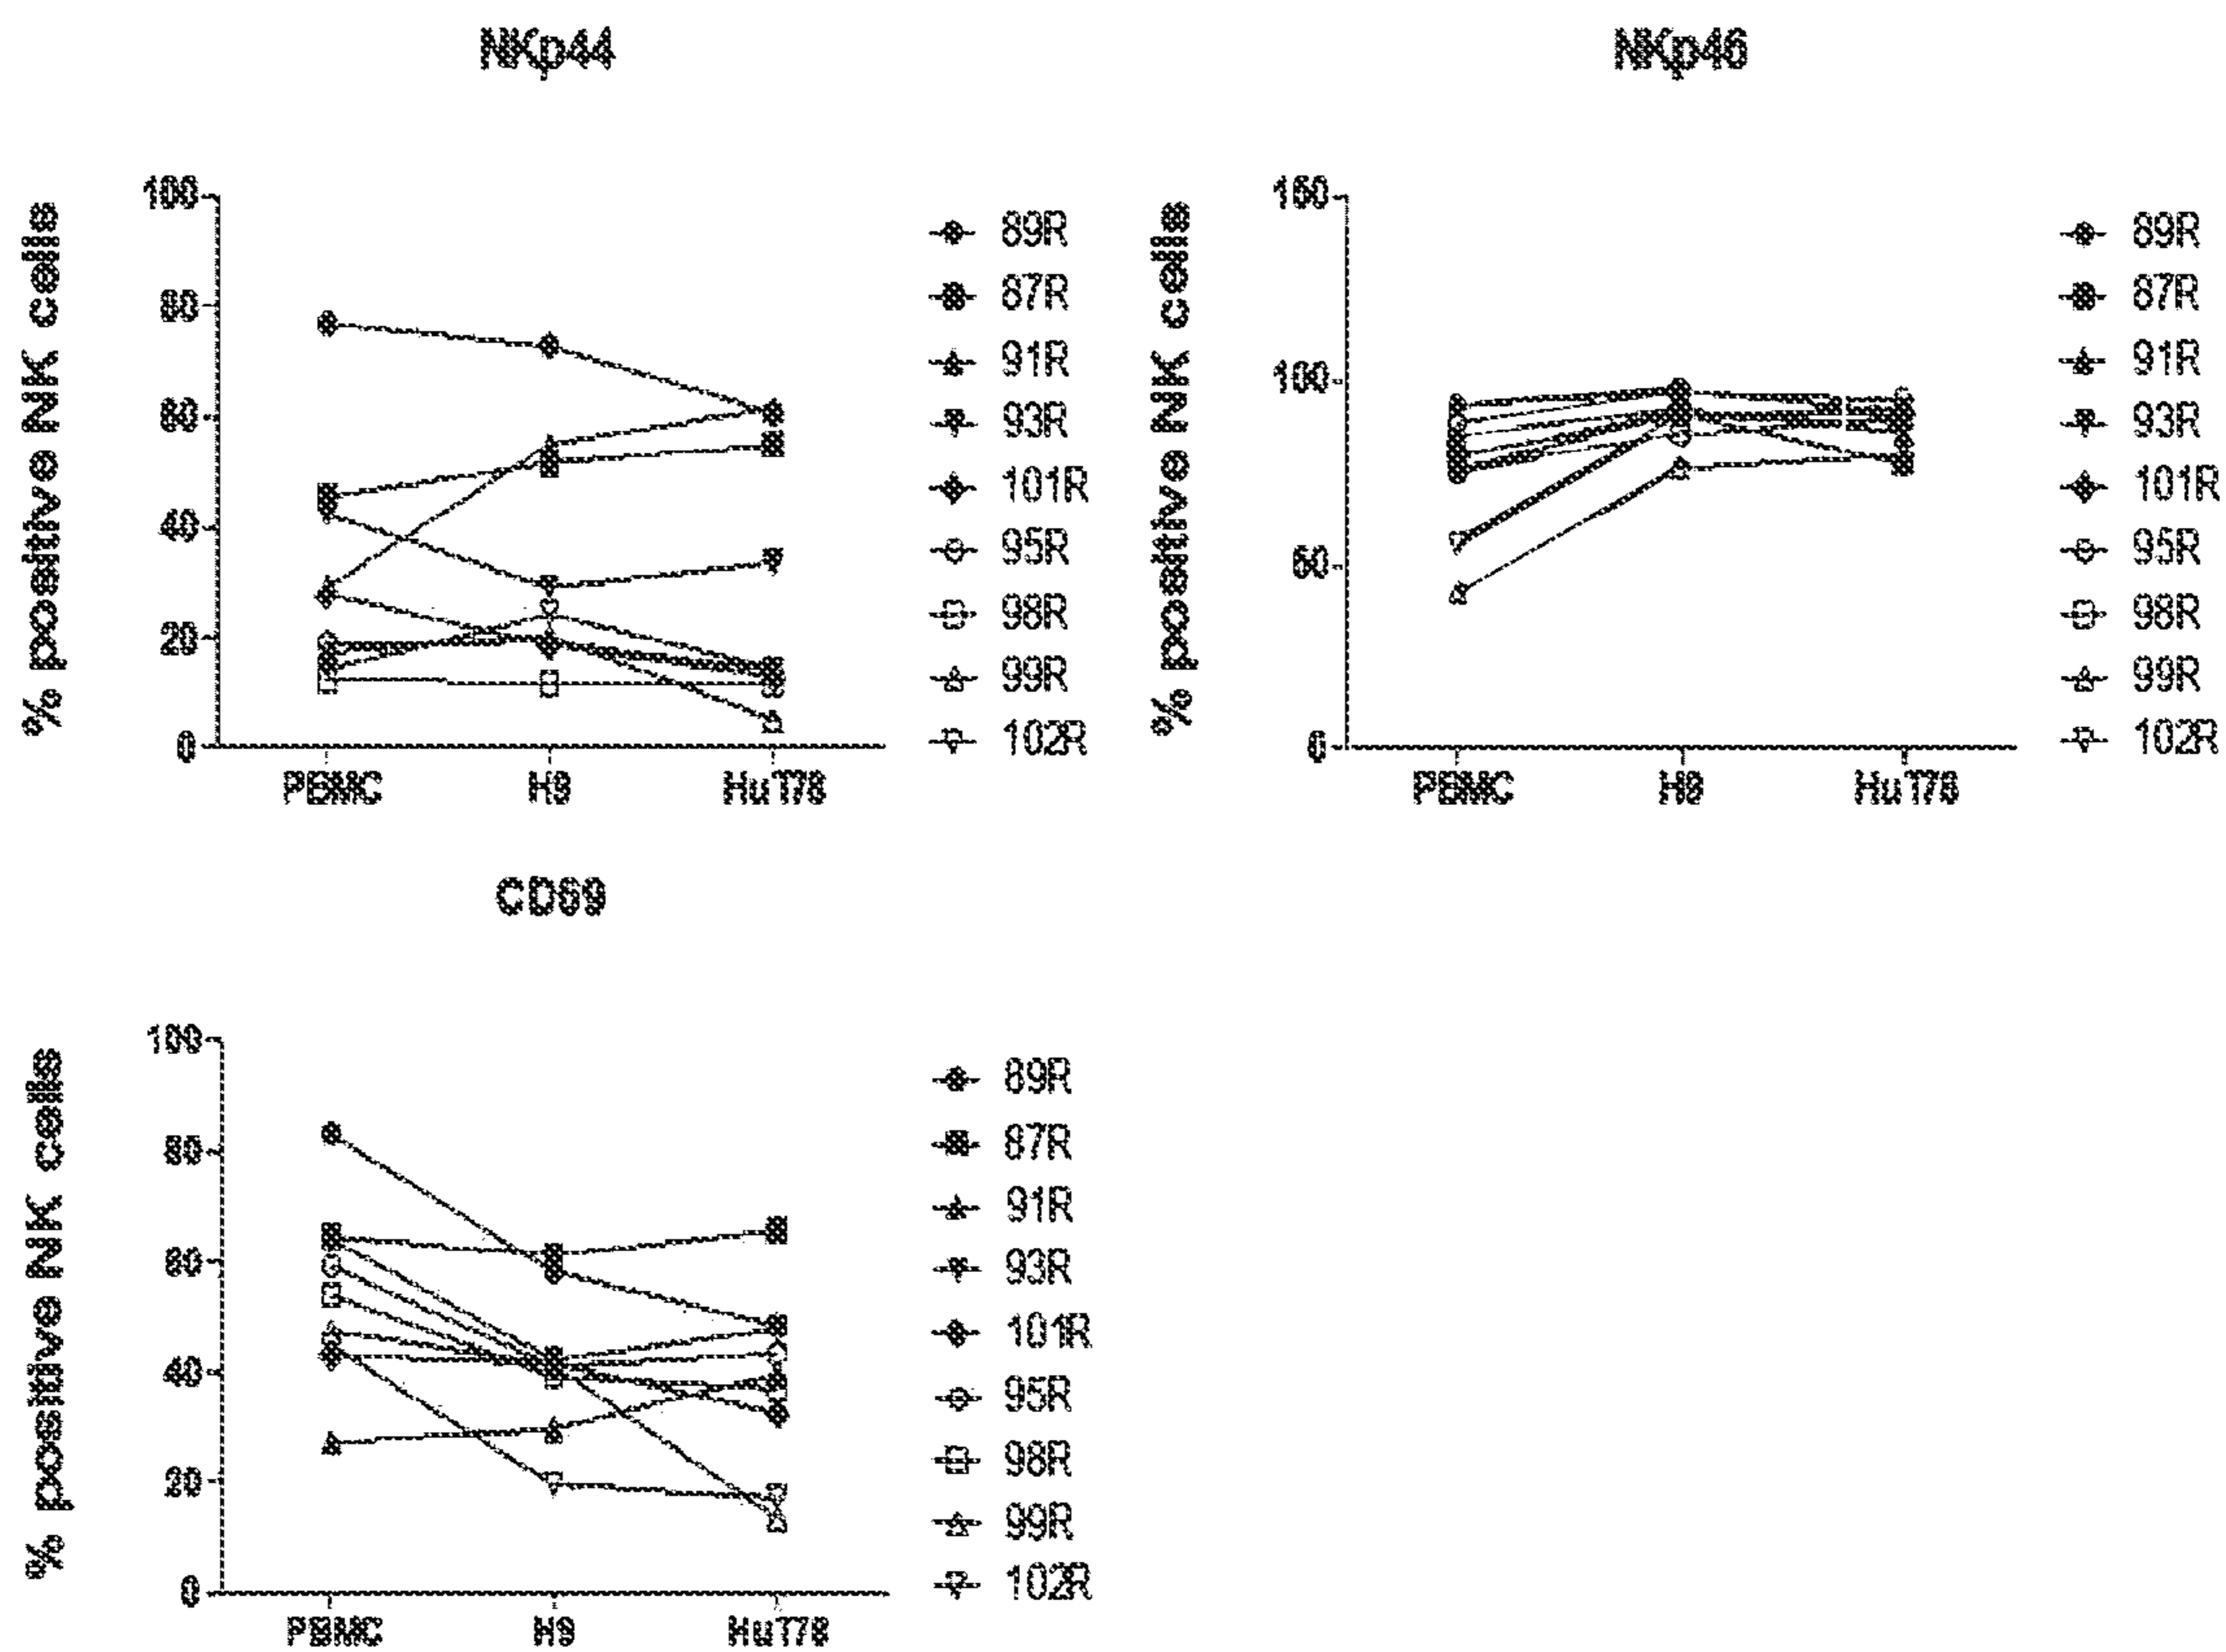 NKp44
% positive NK cells
100
80
60
40
20
0
PBMC H9 HuT78
89R
87R
91R
93R
101R
95R
98R
99R
102R
NKp46
% positive NK cells
150
100
50
0
PBMC H9 HuT78
89R
87R
91R
93R
101R
95R
98R
99R
102R
CD69
% positive NK cells
100
80
60
40
20
0
PBMC H9 HuT78
89R
87R
91R
93R
101R
95R
98R
99R
102R